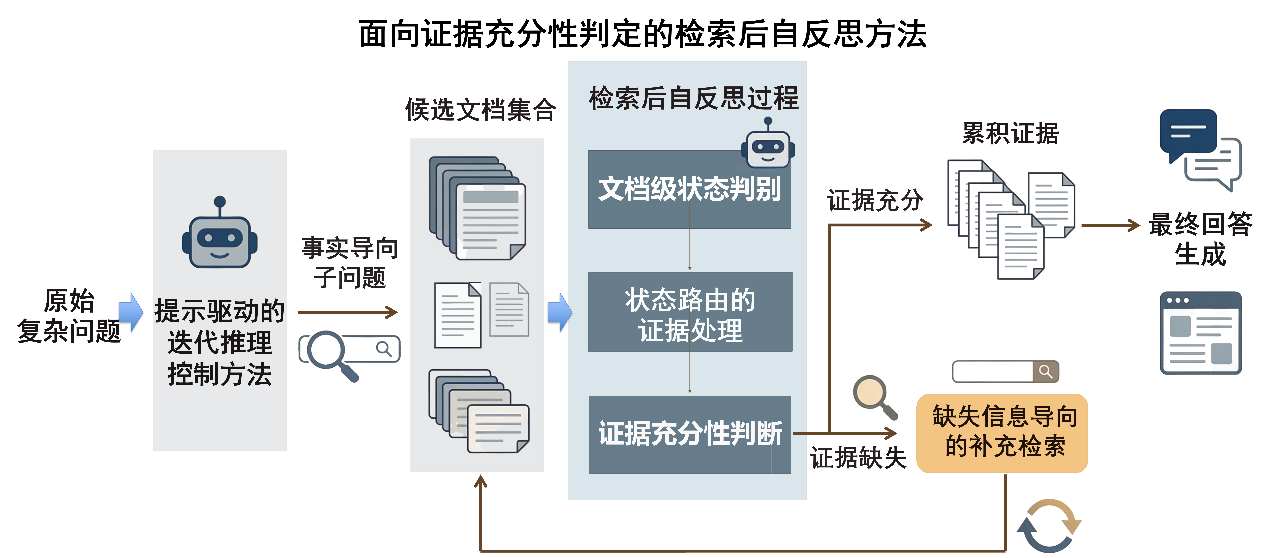 面向证据充分性判定的检索后自反思方法
原始
复杂问题
提示驱动的
迭代推理
控制方法
事实导向
子问题
候选文档集合
检索后自反思过程
文档级状态判别
状态路由的
证据处理
证据充分性判断
证据充分
证据缺失
累积证据
缺失信息导向
的补充检索
最终回答
生成